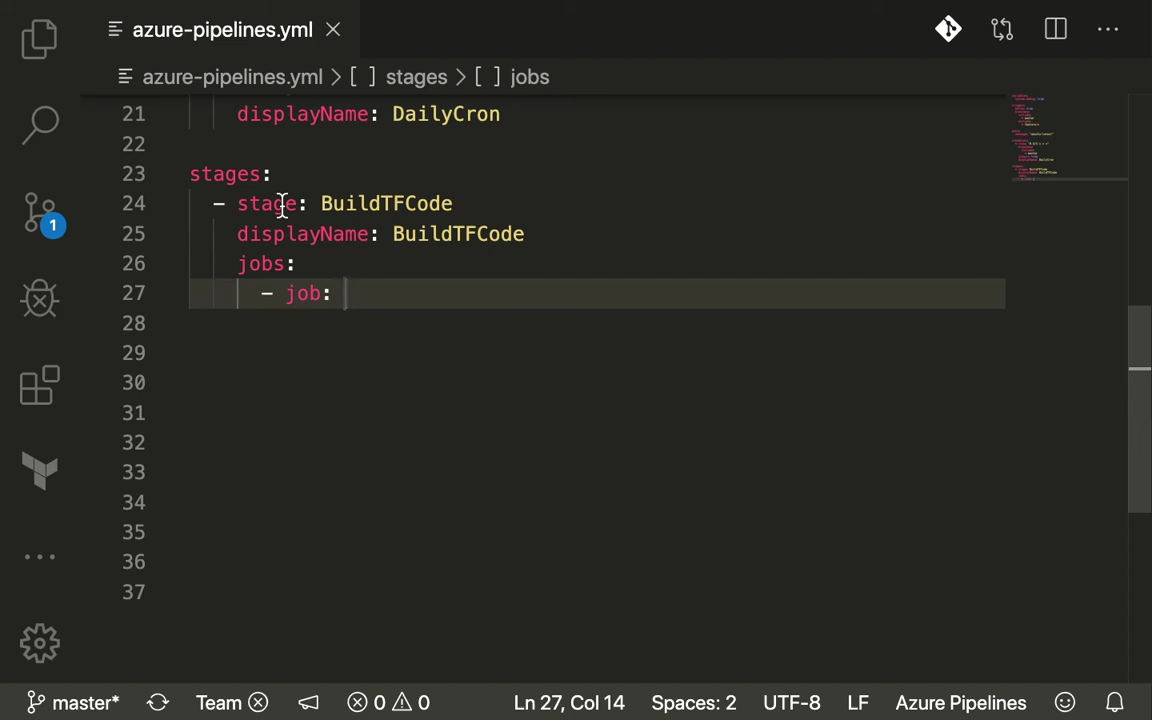 azure-pipelines.yml
azure-pipelines.yml > [ ] stages > [ ] jobs
21 displayName: DailyCron
22
23 stages:
24 - stage: BuildTFCode
25 displayName: BuildTFCode
26 jobs:
27 - job:
28
29
30
31
32
33
34
35
36
37
1
master* Team 0 0 Ln 27, Col 14 Spaces: 2 UTF-8 LF Azure Pipelines